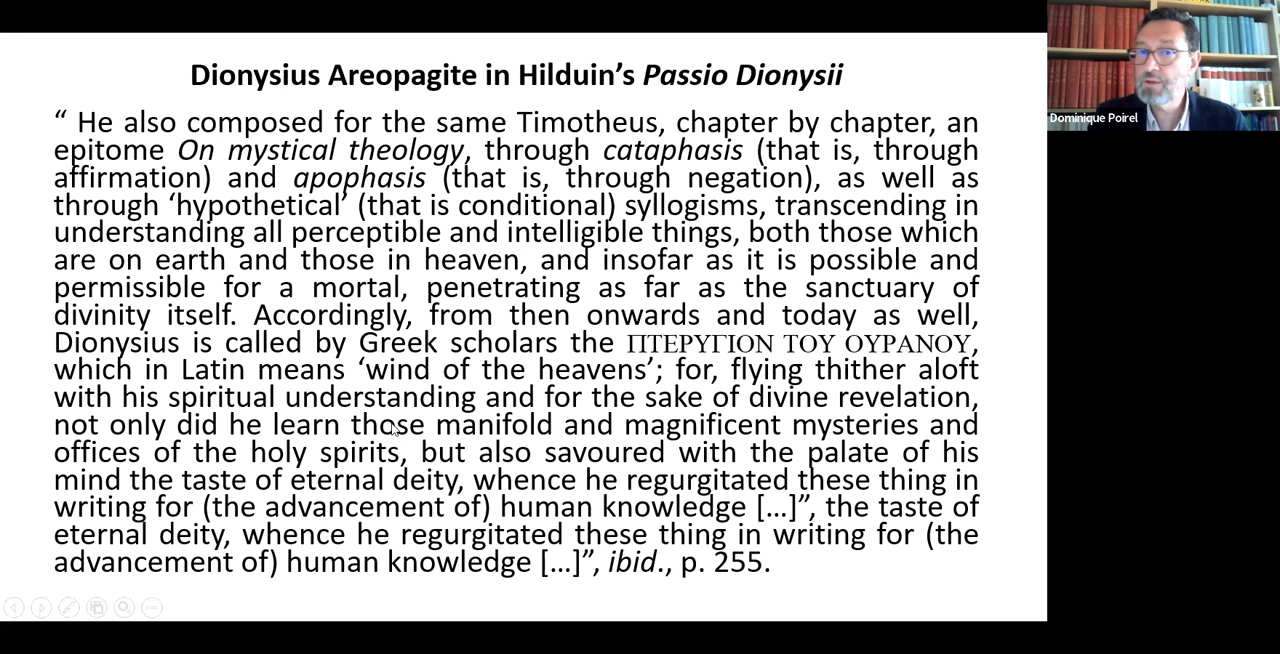 Dionysius Areopagite in Hilduin’s Passio Dionysii
“ He also composed for the same Timotheus, chapter by chapter, an
epitome On mystical theology, through cataphasis (that is, through
affirmation) and apophasis (that is, through negation), as well as
through ‘hypothetical’ (that is conditional) syllogisms, transcending in
understanding all perceptible and intelligible things, both those which
are on earth and those in heaven, and insofar as it is possible and
permissible for a mortal, penetrating as far as the sanctuary of
divinity itself. Accordingly, from then onwards and today as well,
Dionysius is called by Greek scholars the ΠΤΕΡΥΓΙΟΝ ΤΟΥ ΟΥΡΑΝΟΥ,
which in Latin means ‘wind of the heavens’; for, flying thither aloft
with his spiritual understanding and for the sake of divine revelation,
not only did he learn those manifold and magnificent mysteries and
offices of the holy spirits, but also savoured with the palate of his
mind the taste of eternal deity, whence he regurgitated these thing in
writing for (the advancement of) human knowledge […]”, the taste of
eternal deity, whence he regurgitated these thing in writing for (the
advancement of) human knowledge […]”, ibid., p. 255.
Dominique Poirel